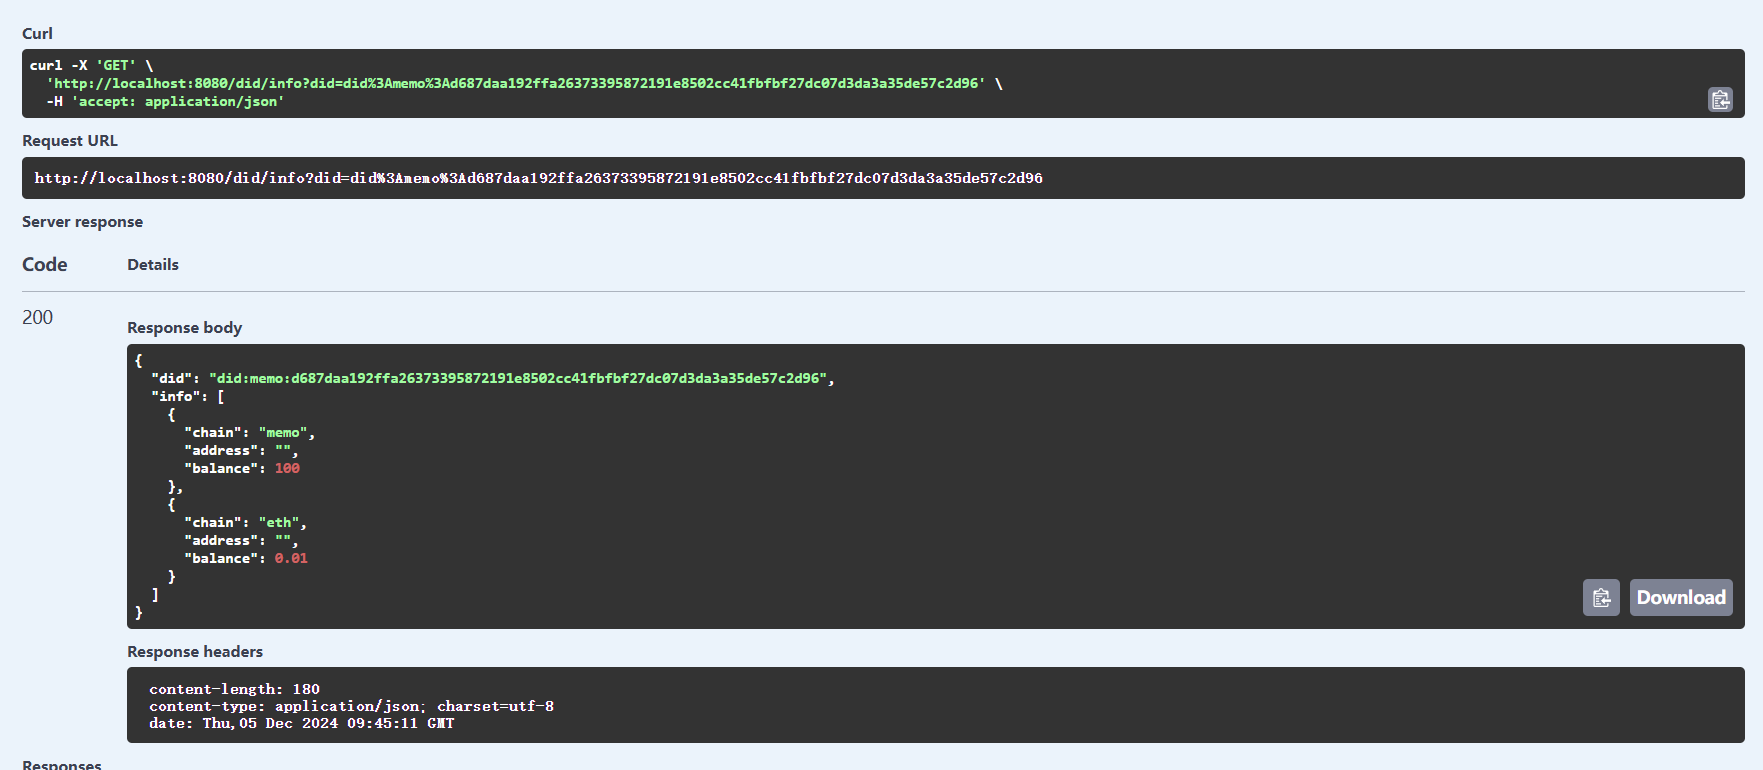 Curl
curl -X 'GET' \
'http://localhost:8080/did/info?did=did%3Amemo%3Ad687daa192ffa26373395872191e8502cc41fbfbf27dc07d3da3a35de57c2d96' \
-H 'accept: application/json'
Request URL
http://localhost:8080/did/info?did=did%3Amemo%3Ad687daa192ffa26373395872191e8502cc41fbfbf27dc07d3da3a35de57c2d96
Server response
Code Details
200
Response body
{
"did": "did:memo:d687daa192ffa26373395872191e8502cc41fbfbf27dc07d3da3a35de57c2d96",
"info": [
{
"chain": "memo",
"address": "",
"balance": 100
},
{
"chain": "eth",
"address": "",
"balance": 0.01
}
]
}
Download
Response headers
content-length: 180
content-type: application/json; charset=utf-8
date: Thu,05 Dec 2024 09:45:11 GMT
Responses